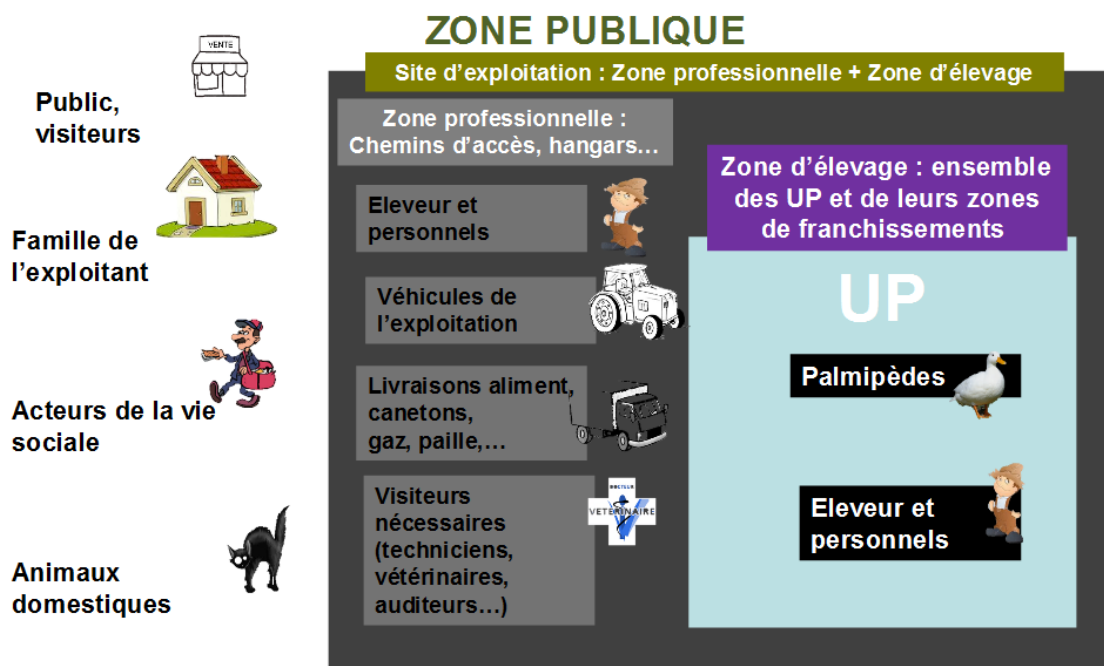 ZONE PUBLIQUE
Site d'exploitation : Zone professionnelle + Zone d'élevage
VENTE
Public,
visiteurs
Famille de
l'exploitant
Acteurs de la vie
sociale
Animaux
domestiques
Zone professionnelle :
Chemins d'accès, hangars…
Eleveur et
personnels
Véhicules de
l'exploitation
Livraisons aliment,
canetons,
gaz, paille,…
Visiteurs
nécessaires
(techniciens,
vétérinaires,
auditeurs…)
DOCTEUR
VETERINAIRE
Zone d'élevage : ensemble
des UP et de leurs zones
de franchissements
UP
Palmipèdes
Eleveur et
personnels